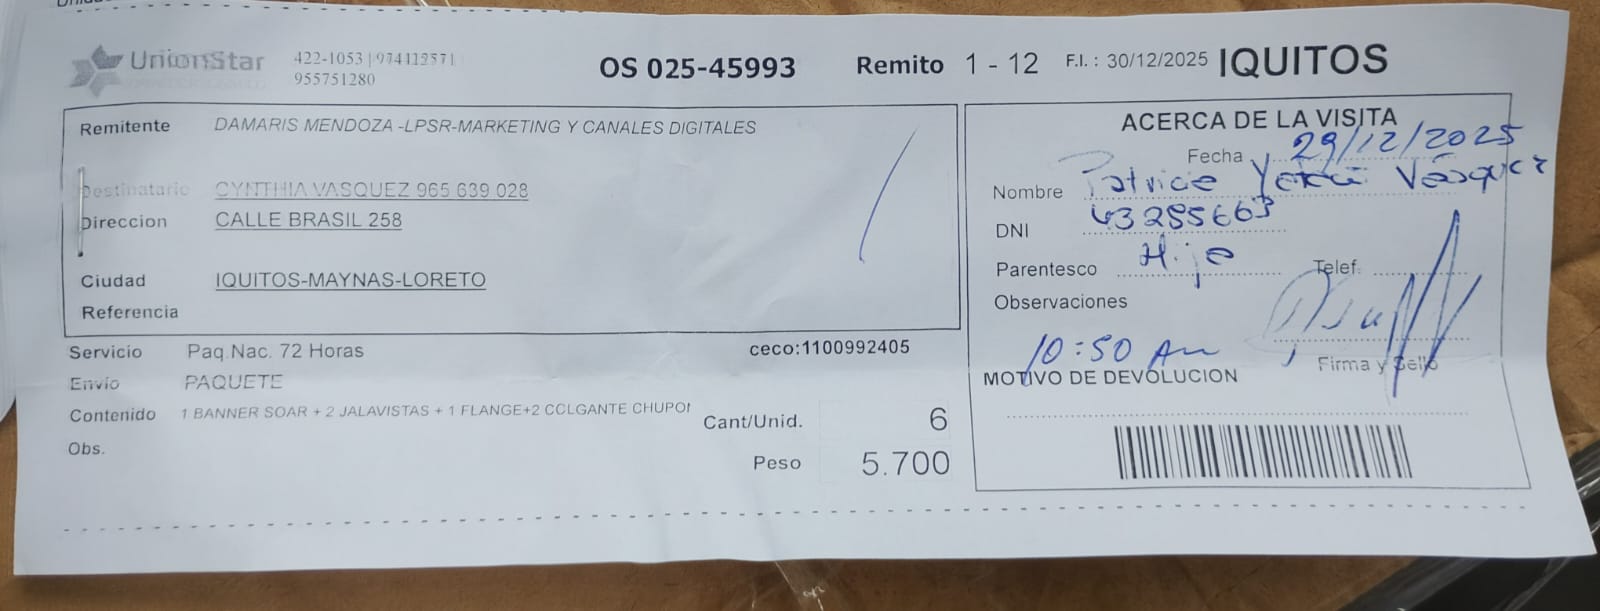 UnionStar 422-1053 | 974112571
955751280
OS 025-45993 Remito 1 - 12 F.I. : 30/12/2025 IQUITOS
Remitente DAMARIS MENDOZA -LPSR-MARKETING Y CANALES DIGITALES
Destinatario CYNTHIA VASQUEZ 965 639 028
Direccion CALLE BRASIL 258
Ciudad IQUITOS-MAYNAS-LORETO
Referencia
Servicio Paq.Nac. 72 Horas ceco:1100992405
Envio PAQUETE
Contenido 1 BANNER SOAR + 2 JALAVISTAS + 1 FLANGE+2 COLGANTE CHUPON
Cant/Unid. 6
Obs.
Peso 5.700
ACERCA DE LA VISITA
Fecha 29/12/2025
Nombre Vásquez
DNI 43285663
Parentesco Hijo Telef.
Observaciones
10:50 Am
Firma y Sello
MOTIVO DE DEVOLUCION